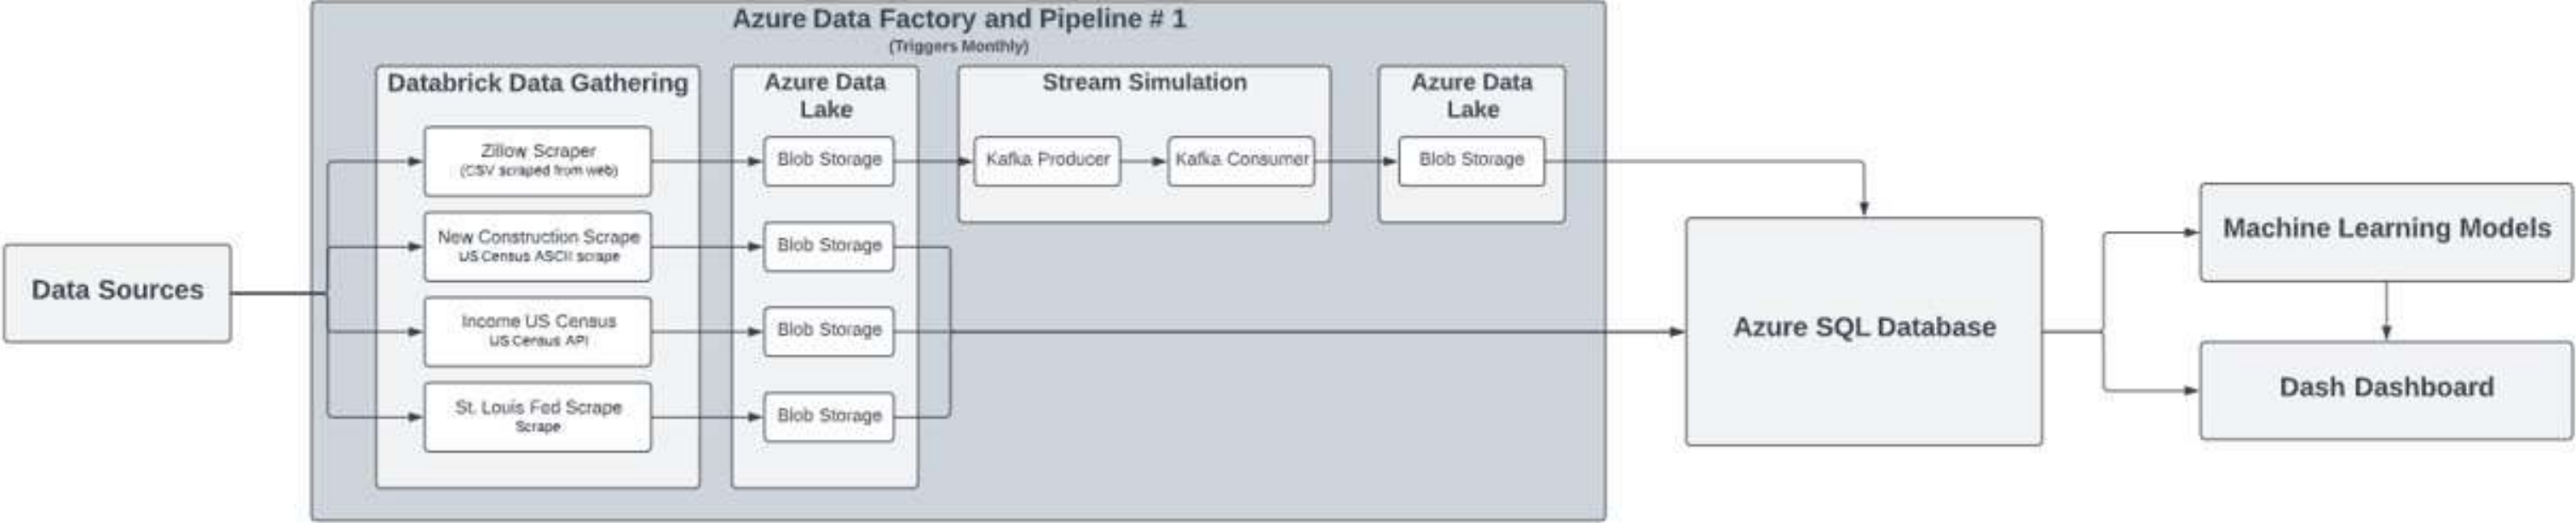 Azure Data Factory and Pipeline # 1
(Triggers Monthly)
Data Sources
Databrick Data Gathering
Zillow Scraper
(CSV scraped from web)
New Construction Scrape
US Census ASCII scrape
Income US Census
US Census API
St. Louis Fed Scrape
Scrape
Azure Data
Lake
Blob Storage
Blob Storage
Blob Storage
Blob Storage
Stream Simulation
Kafka Producer
Kafka Consumer
Azure Data
Lake
Blob Storage
Azure SQL Database
Machine Learning Models
Dash Dashboard